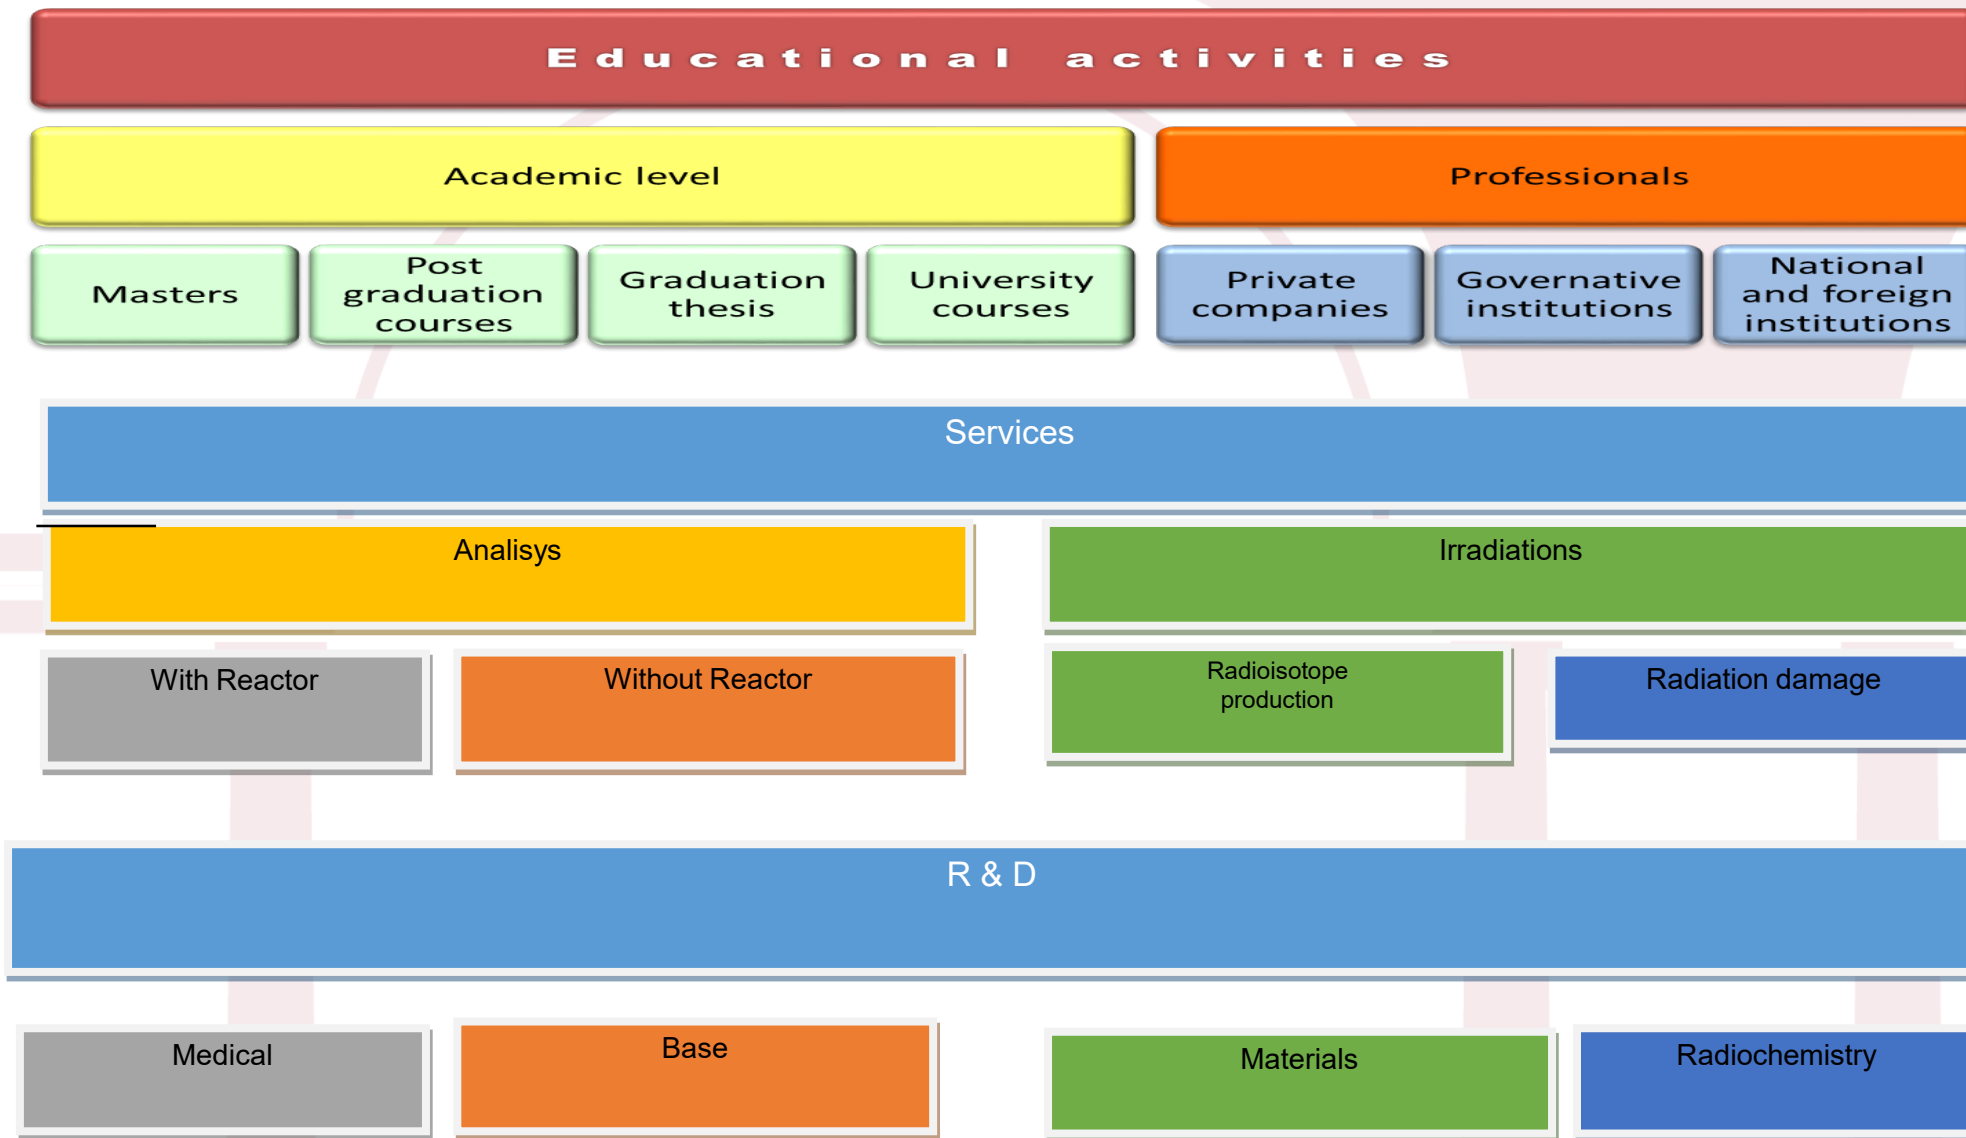 Educational activities
Academic level
Professionals
Masters
Post
graduation
courses
Graduation
thesis
University
courses
Private
companies
Governative
institutions
National
and foreign
institutions
Services
Analisys
Irradiations
With Reactor
Without Reactor
Radioisotope
production
Radiation damage
R & D
Medical
Base
Materials
Radiochemistry